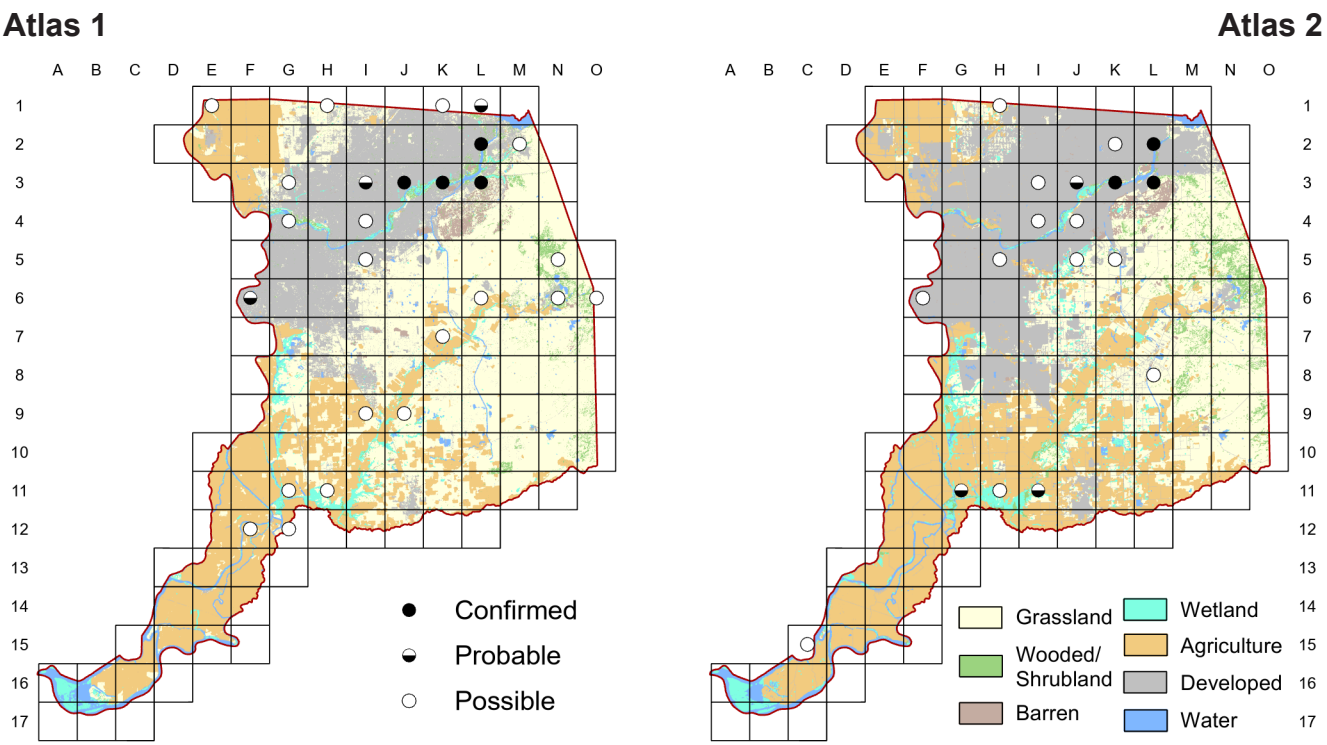 Atlas 1
Atlas 2
A B C D E F G H I J K L M N O
A B C D E F G H I J K L M N O
1 1
2 2
3 3
4 4
5 5
6 6
7 7
8 8
9 9
10 10
11 11
12 12
13 13
14 14
15 15
16 16
17 17
Confirmed
Probable
Possible
Grassland
Wooded/
Shrubland
Barren
Wetland
Agriculture
Developed
Water